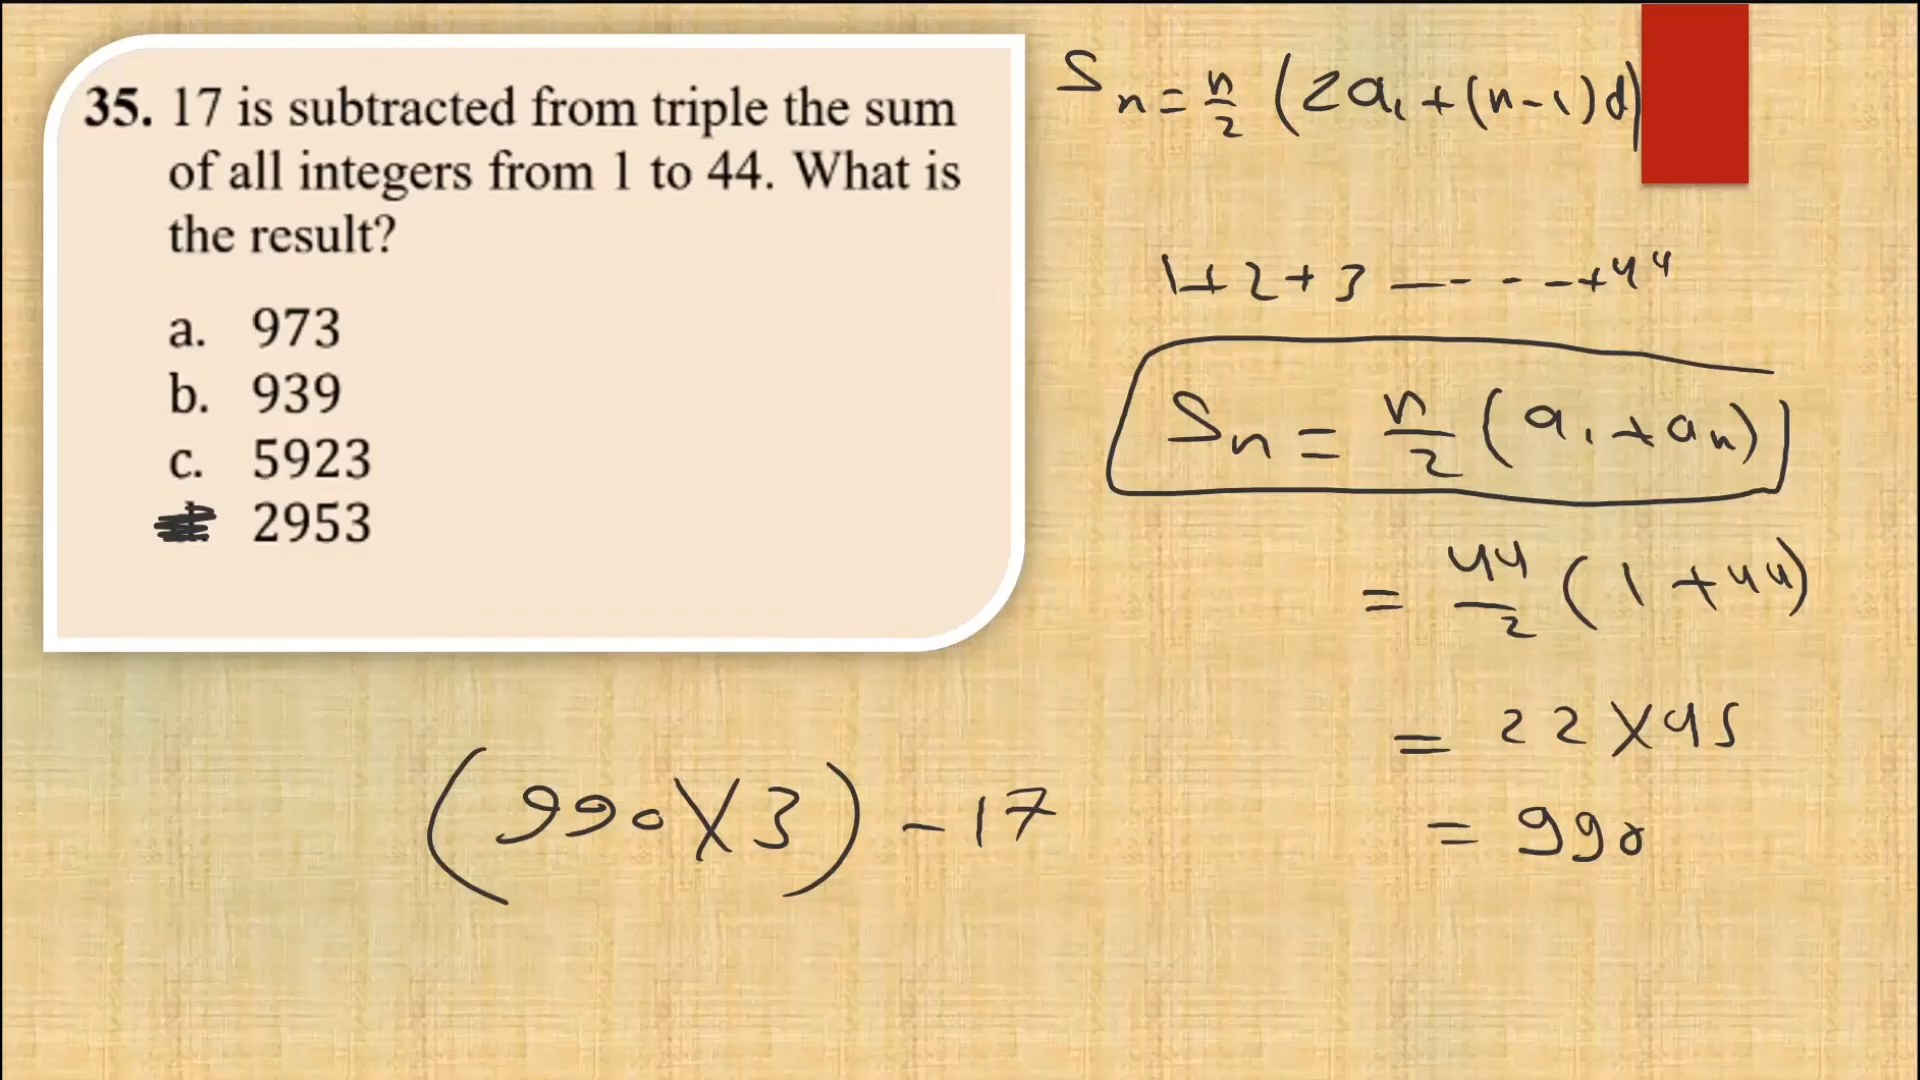 35. 17 is subtracted from triple the sum
of all integers from 1 to 44. What is
the result?
a. 973
b. 939
c. 5923
2953
Sn = n/2 (2a₁ + (n-1)d)
1+2+3 ---- - - -+44
Sn = n/2 (a₁ + an)
= 44/2 (1 + 44)
= 22 X 45
= 990
(990 X 3) - 17